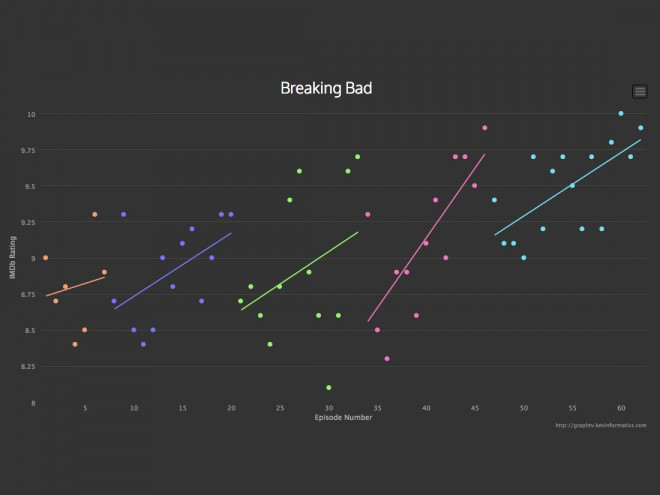 Breaking Bad
10
9.75
9.5
9.25
9
8.75
8.5
8.25
8
IMDb Rating
5 10 15 20 25 30 35 40 45 50 55 60
Episode Number
http://graphtv.kevinformatics.com